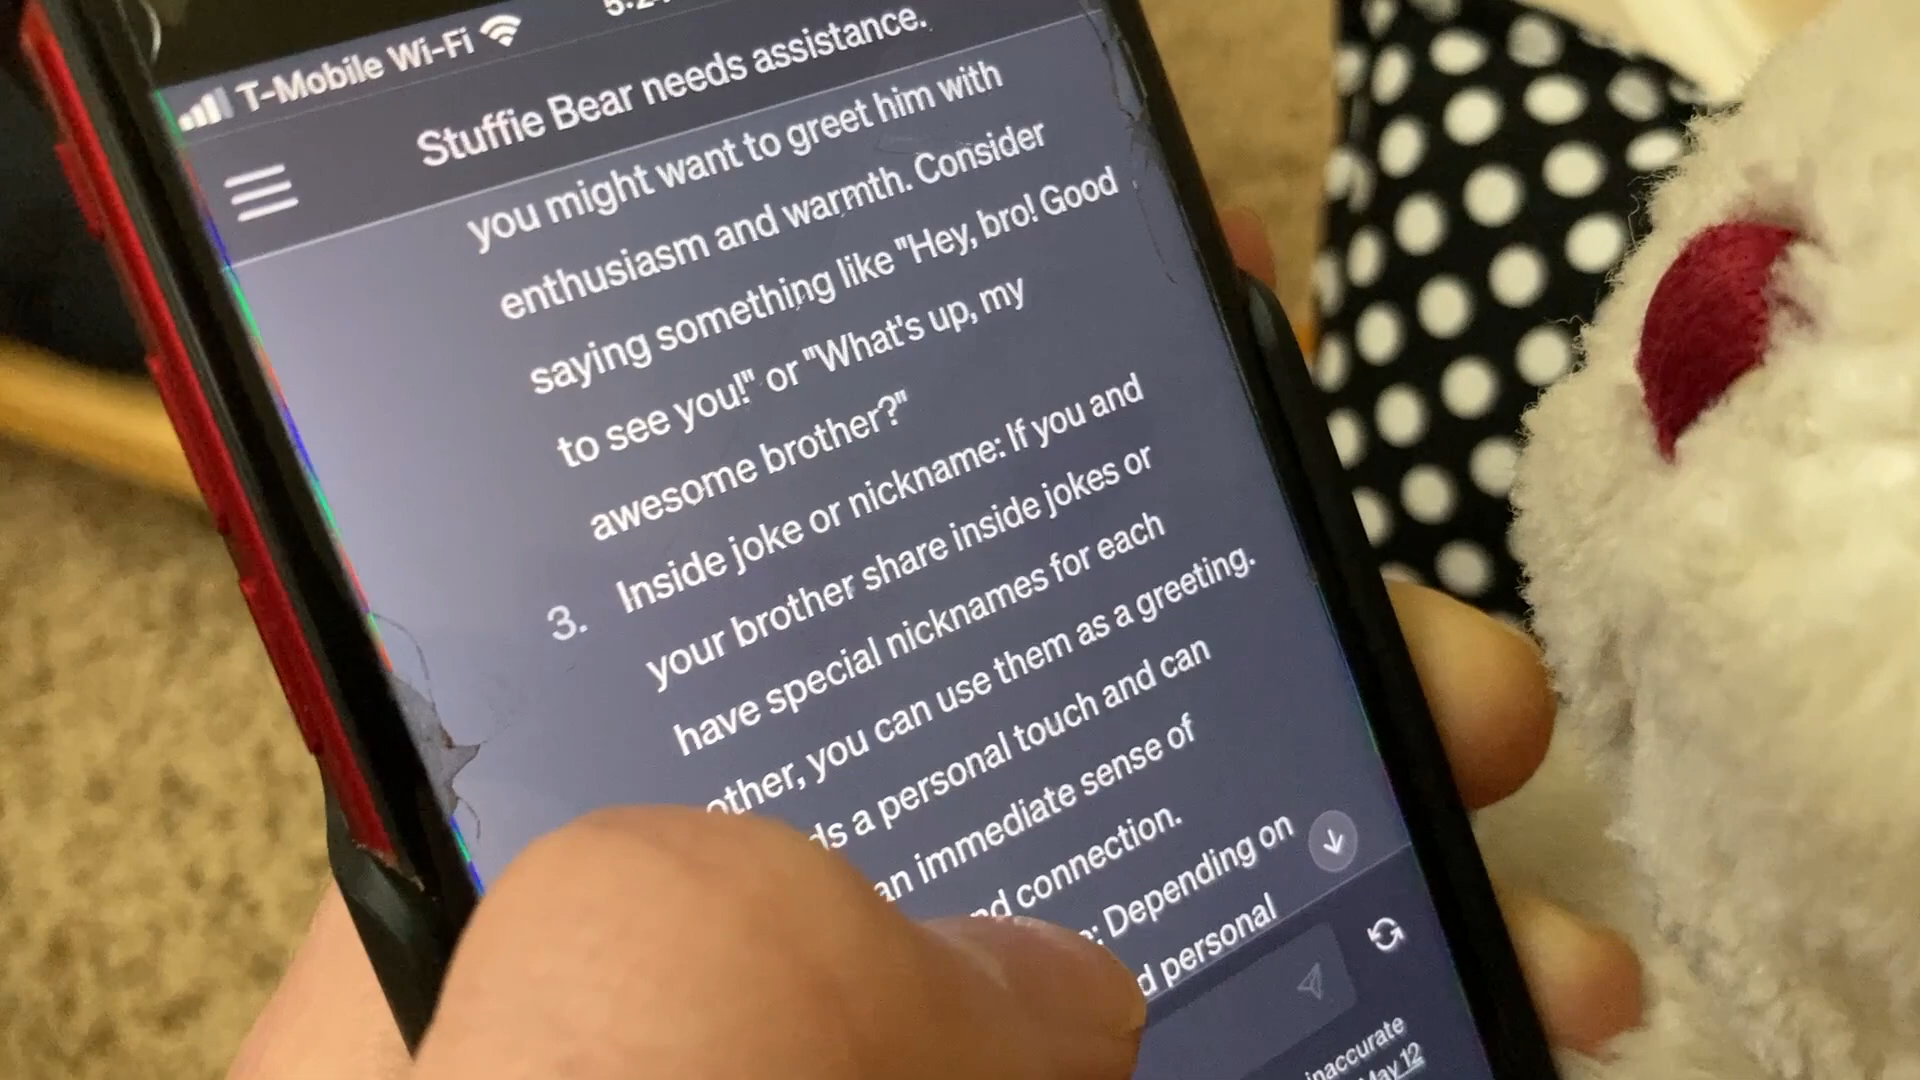 T-Mobile Wi-Fi
Stuffie Bear needs assistance.
you might want to greet him with
enthusiasm and warmth. Consider
saying something like "Hey, bro! Good
to see you!" or "What's up, my
awesome brother?"
3. Inside joke or nickname: If you and
your brother share inside jokes or
have special nicknames for each
other, you can use them as a greeting.
a personal touch and can
an immediate sense of
connection.
Depending on
personal
inaccurate
May 12